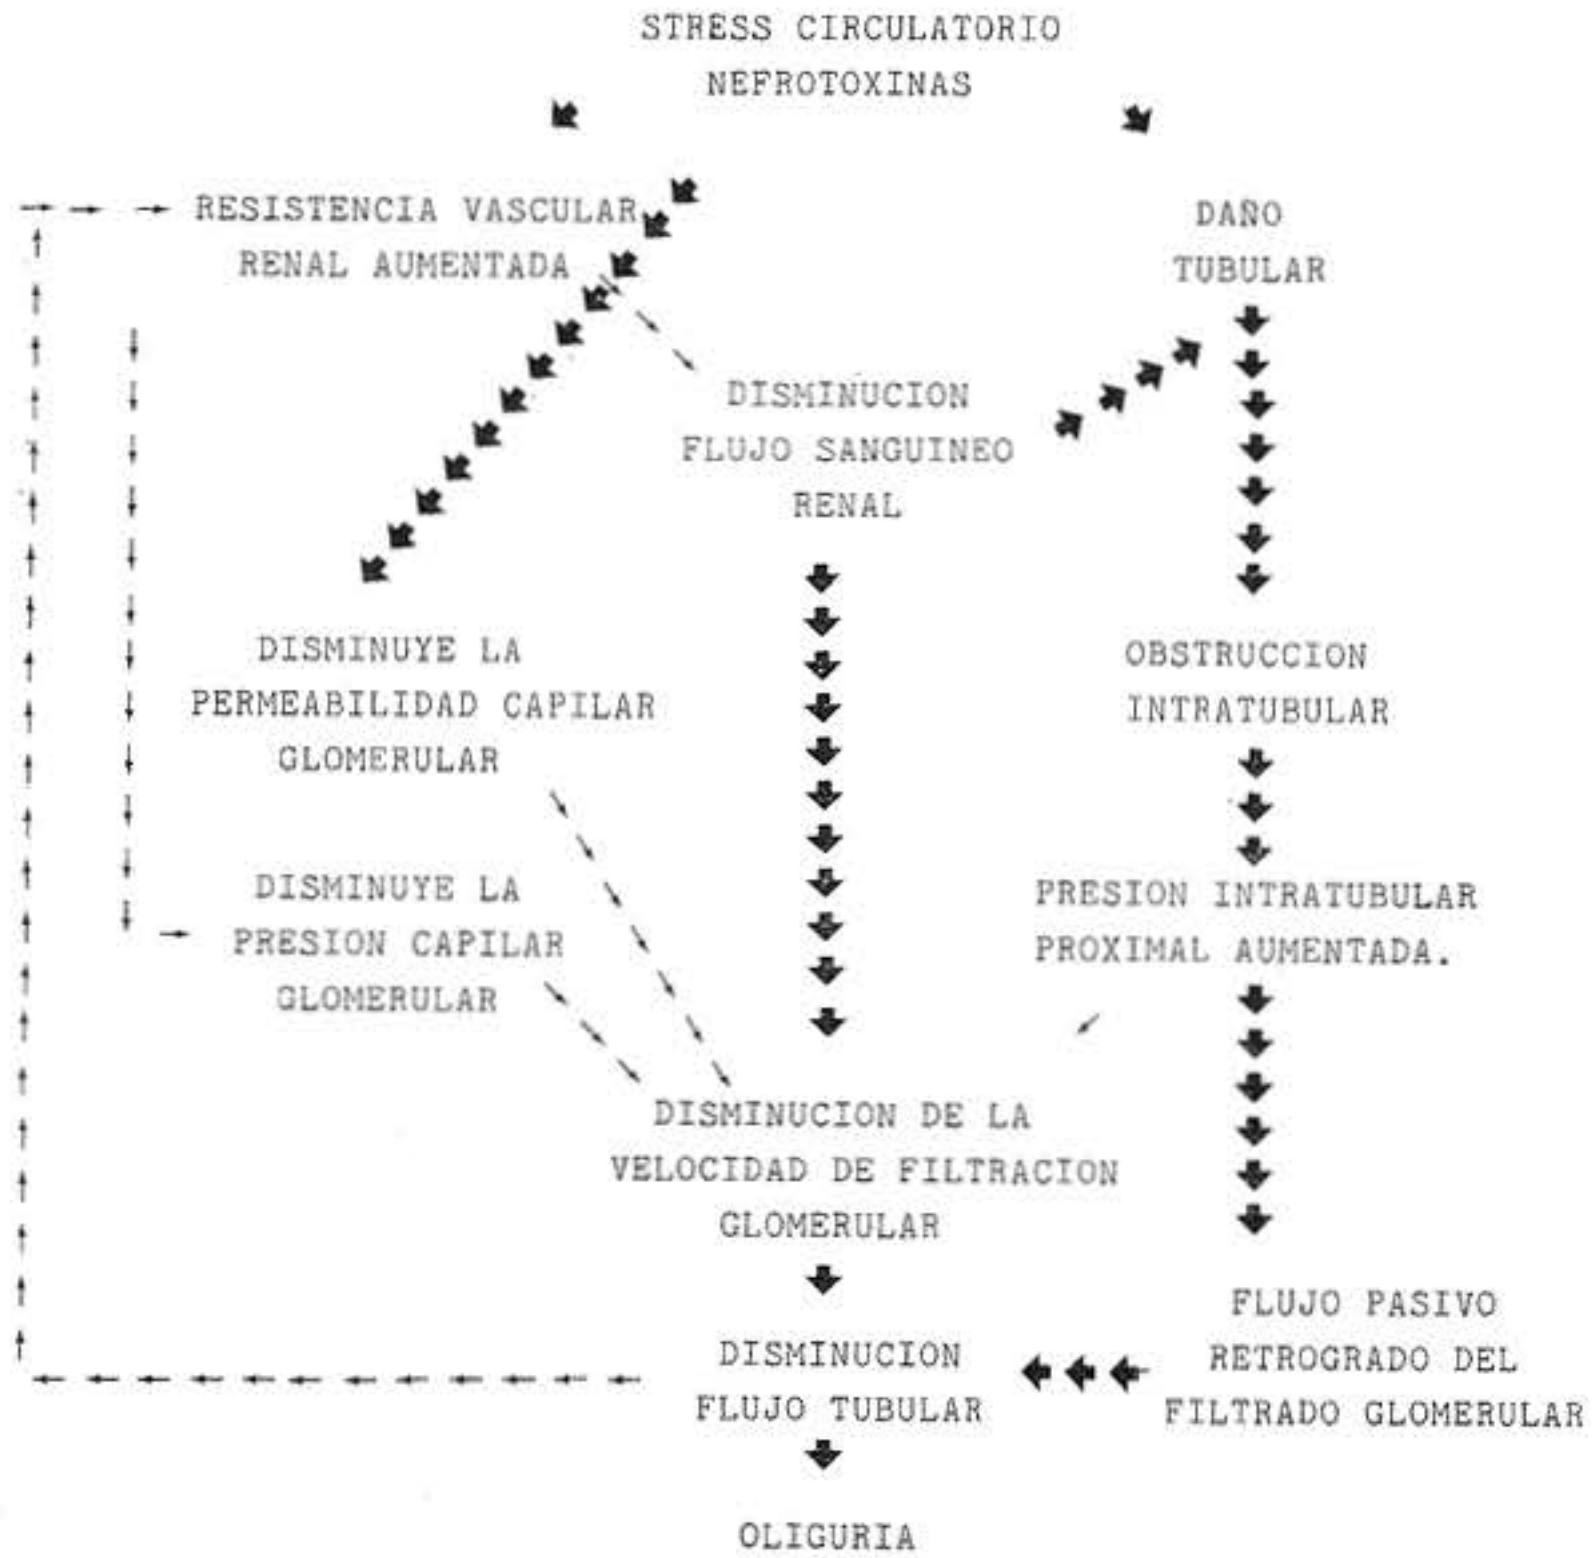 STRESS CIRCULATORIO
NEFROTOXINAS
RESISTENCIA VASCULAR
RENAL AUMENTADA
DAÑO
TUBULAR
DISMINUCION
FLUJO SANGUINEO
RENAL
DISMINUYE LA
PERMEABILIDAD CAPILAR
GLOMERULAR
OBSTRUCCION
INTRATUBULAR
DISMINUYE LA
PRESION CAPILAR
GLOMERULAR
PRESION INTRATUBULAR
PROXIMAL AUMENTADA.
DISMINUCION DE LA
VELOCIDAD DE FILTRACION
GLOMERULAR
FLUJO PASIVO
RETROGRADO DEL
FILTRADO GLOMERULAR
DISMINUCION
FLUJO TUBULAR
OLIGURIA